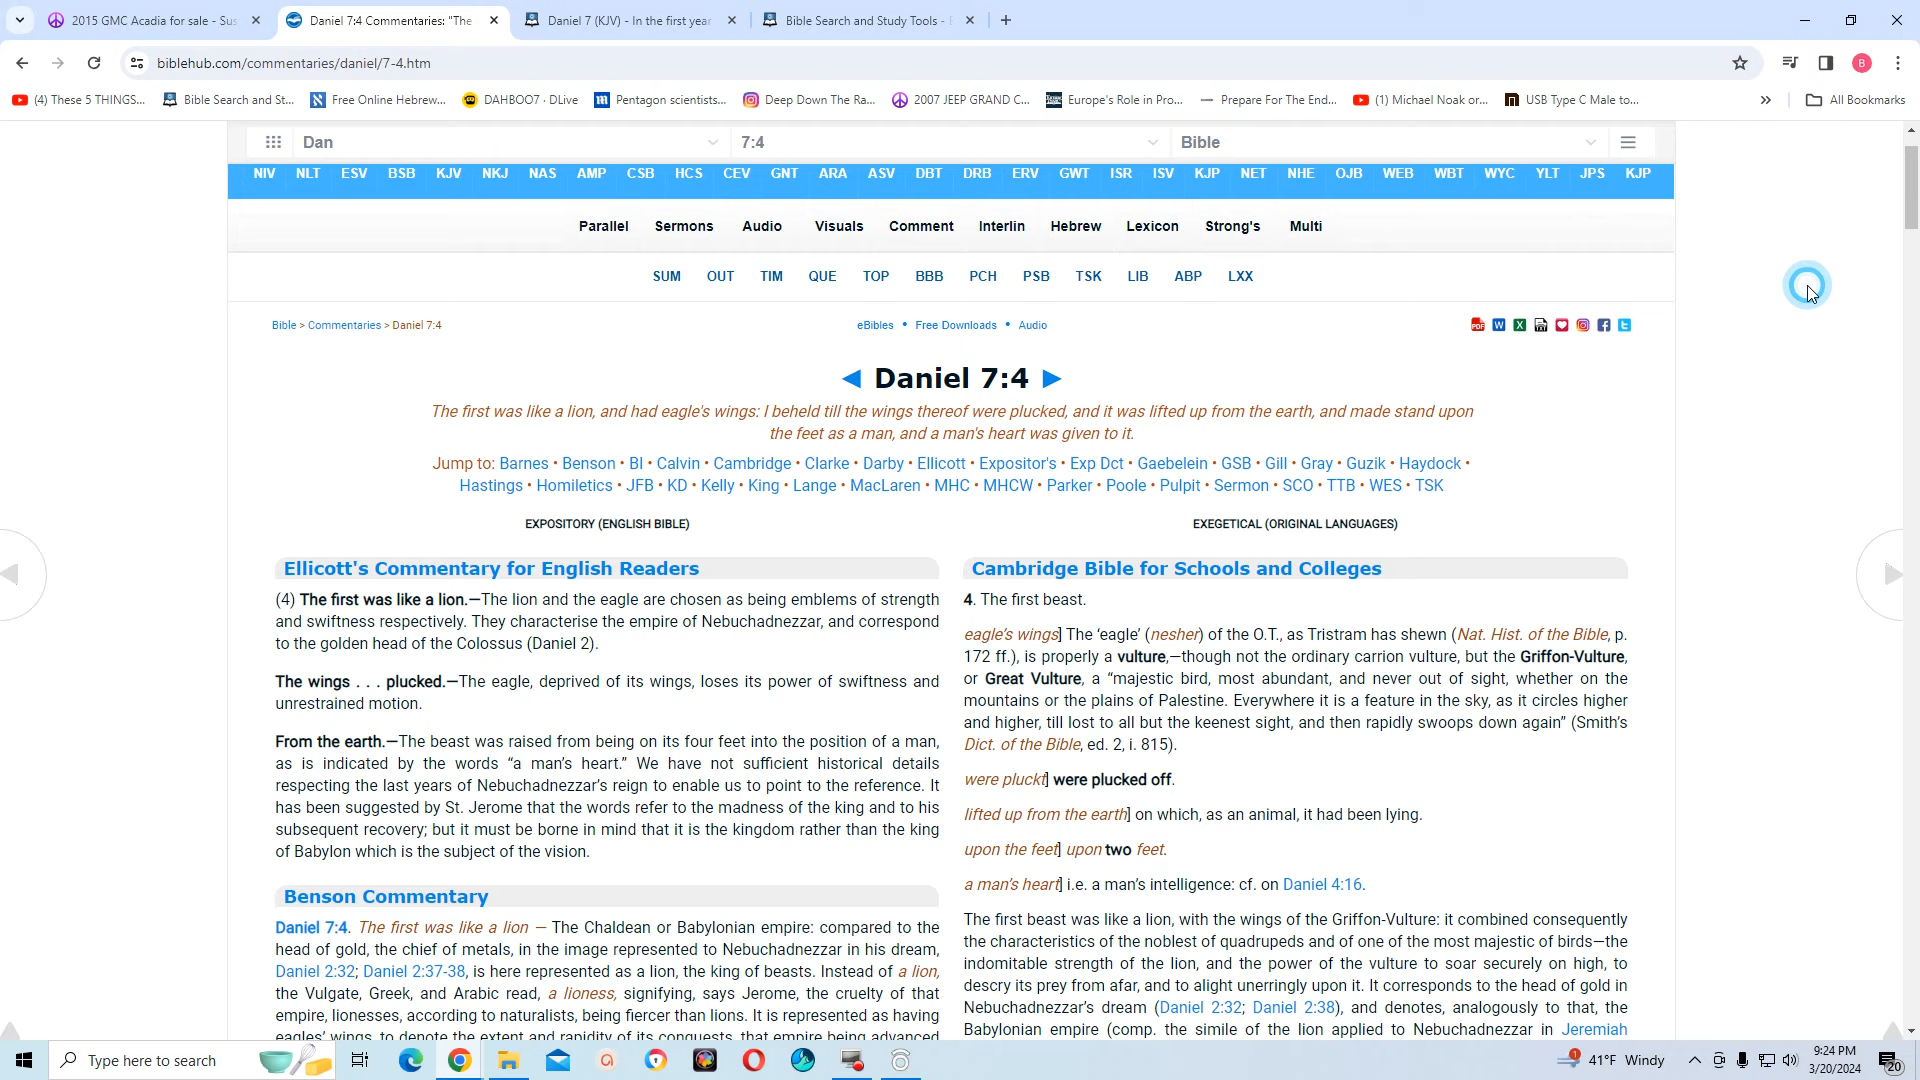 2015 GMC Acadia for sale - Sus
Daniel 7:4 Commentaries: "The
Daniel 7 (KJV) - In the first year
Bible Search and Study Tools -
biblehub.com/commentaries/daniel/7-4.htm
B
(4) These 5 THINGS...
Bible Search and St...
Free Online Hebrew...
DAHBOO7 · DLive
Pentagon scientists...
Deep Down The Ra...
2007 JEEP GRAND C...
Europe's Role in Pro...
Prepare For The End...
(1) Michael Noak or...
USB Type C Male to...
All Bookmarks
Dan
7:4
Bible
NIV NLT ESV BSB KJV NKJ NAS AMP CSB HCS CEV GNT ARA ASV DBT DRB ERV GWT ISR ISV KJP NET NHE OJB WEB WBT WYC YLT JPS KJP
Parallel Sermons Audio Visuals Comment Interlin Hebrew Lexicon Strong's Multi
SUM OUT TIM QUE TOP BBB PCH PSB TSK LIB ABP LXX
Bible > Commentaries > Daniel 7:4
eBibles • Free Downloads • Audio
◄ Daniel 7:4 ►
The first was like a lion, and had eagle's wings: I beheld till the wings thereof were plucked, and it was lifted up from the earth, and made stand upon
the feet as a man, and a man's heart was given to it.
Jump to: Barnes • Benson • BI • Calvin • Cambridge • Clarke • Darby • Ellicott • Expositor's • Exp Dct • Gaebelein • GSB • Gill • Gray • Guzik • Haydock •
Hastings • Homiletics • JFB • KD • Kelly • King • Lange • MacLaren • MHC • MHCW • Parker • Poole • Pulpit • Sermon • SCO • TTB • WES • TSK
EXPOSITORY (ENGLISH BIBLE)
Ellicott's Commentary for English Readers
(4) The first was like a lion.—The lion and the eagle are chosen as being emblems of strength
and swiftness respectively. They characterise the empire of Nebuchadnezzar, and correspond
to the golden head of the Colossus (Daniel 2).
The wings . . . plucked.—The eagle, deprived of its wings, loses its power of swiftness and
unrestrained motion.
From the earth.—The beast was raised from being on its four feet into the position of a man,
as is indicated by the words “a man’s heart.” We have not sufficient historical details
respecting the last years of Nebuchadnezzar’s reign to enable us to point to the reference. It
has been suggested by St. Jerome that the words refer to the madness of the king and to his
subsequent recovery; but it must be borne in mind that it is the kingdom rather than the king
of Babylon which is the subject of the vision.
Benson Commentary
Daniel 7:4. The first was like a lion — The Chaldean or Babylonian empire: compared to the
head of gold, the chief of metals, in the image represented to Nebuchadnezzar in his dream,
Daniel 2:32; Daniel 2:37-38, is here represented as a lion, the king of beasts. Instead of a lion,
the Vulgate, Greek, and Arabic read, a lioness, signifying, says Jerome, the cruelty of that
empire, lionesses, according to naturalists, being fiercer than lions. It is represented as having
eagles’ wings, to denote the extent and rapidity of its conquests, that empire being advanced
EXEGETICAL (ORIGINAL LANGUAGES)
Cambridge Bible for Schools and Colleges
4. The first beast.
eagle’s wings] The ‘eagle’ (nesher) of the O.T., as Tristram has shewn (Nat. Hist. of the Bible, p.
172 ff.), is properly a vulture,—though not the ordinary carrion vulture, but the Griffon-Vulture,
or Great Vulture, a “majestic bird, most abundant, and never out of sight, whether on the
mountains or the plains of Palestine. Everywhere it is a feature in the sky, as it circles higher
and higher, till lost to all but the keenest sight, and then rapidly swoops down again” (Smith’s
Dict. of the Bible, ed. 2, i. 815).
were pluckt] were plucked off.
lifted up from the earth] on which, as an animal, it had been lying.
upon the feet] upon two feet.
a man’s heart] i.e. a man’s intelligence: cf. on Daniel 4:16.
The first beast was like a lion, with the wings of the Griffon-Vulture: it combined consequently
the characteristics of the noblest of quadrupeds and of one of the most majestic of birds—the
indomitable strength of the lion, and the power of the vulture to soar securely on high, to
descry its prey from afar, and to alight unerringly upon it. It corresponds to the head of gold in
Nebuchadnezzar’s dream (Daniel 2:32; Daniel 2:38), and denotes, analogously to that, the
Babylonian empire (comp. the simile of the lion applied to Nebuchadnezzar in Jeremiah
Type here to search
41°F Windy
9:24 PM
3/20/2024
20